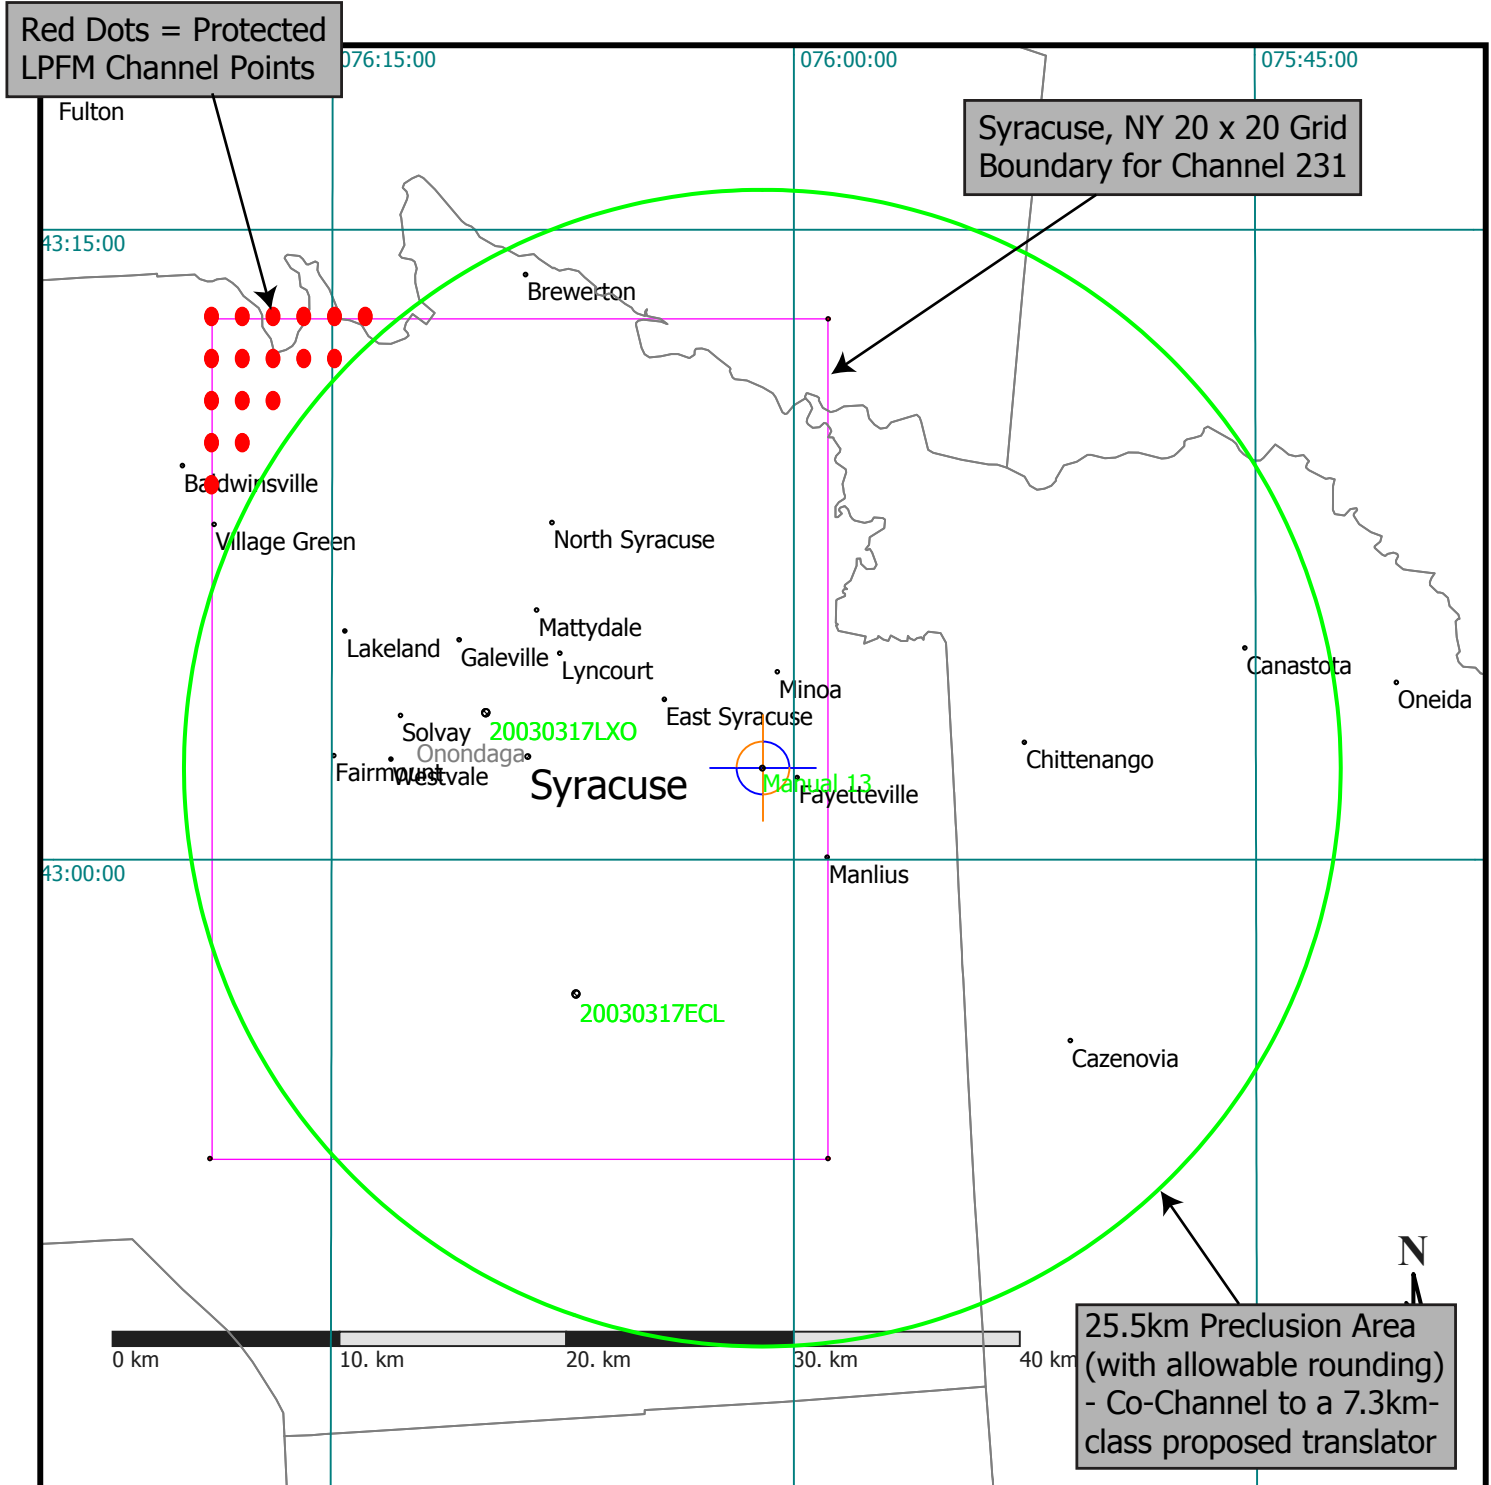 Red Dots = Protected
LPFM Channel Points
076:15:00
076:00:00
075:45:00
Fulton
Syracuse, NY 20 x 20 Grid
Boundary for Channel 231
43:15:00
Brewerton
Baldwinsville
Village Green
North Syracuse
Mattydale
Lakeland
Galeville
Lyncourt
Canastota
Minoa
Oneida
East Syracuse
Solvay
20030317LXO
Onondaga
Chittenango
Fairmount
Westvale
Syracuse
Manual 13
Fayetteville
43:00:00
Manlius
20030317ECL
Cazenovia
N
25.5km Preclusion Area
(with allowable rounding)
- Co-Channel to a 7.3km-
class proposed translator
0 km
10. km
20. km
30. km
40 km